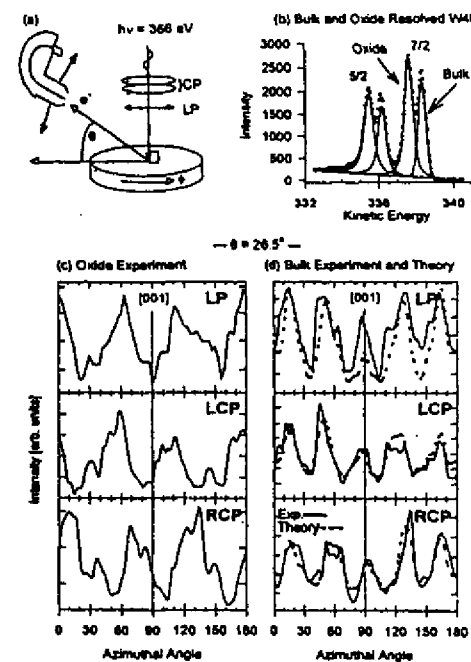 (a)
hν = 366 eV
CP
LP
e⁻
θ
ϕ
(b) Bulk and Oxide Resolved W4f
Intensity
3000
2500
2000
1500
1000
500
0
5/2
Oxide
7/2
Bulk
332
336
340
Kinetic Energy
— θ = 26.5° —
(c) Oxide Experiment
[001]
LP
LCP
RCP
Intensity [arb. units]
0 30 60 90 120 150 180
Azimuthal Angle
(d) Bulk Experiment and Theory
[001]
LP
LCP
Exp.
Theory
RCP
0 30 60 90 120 150 180
Azimuthal Angle